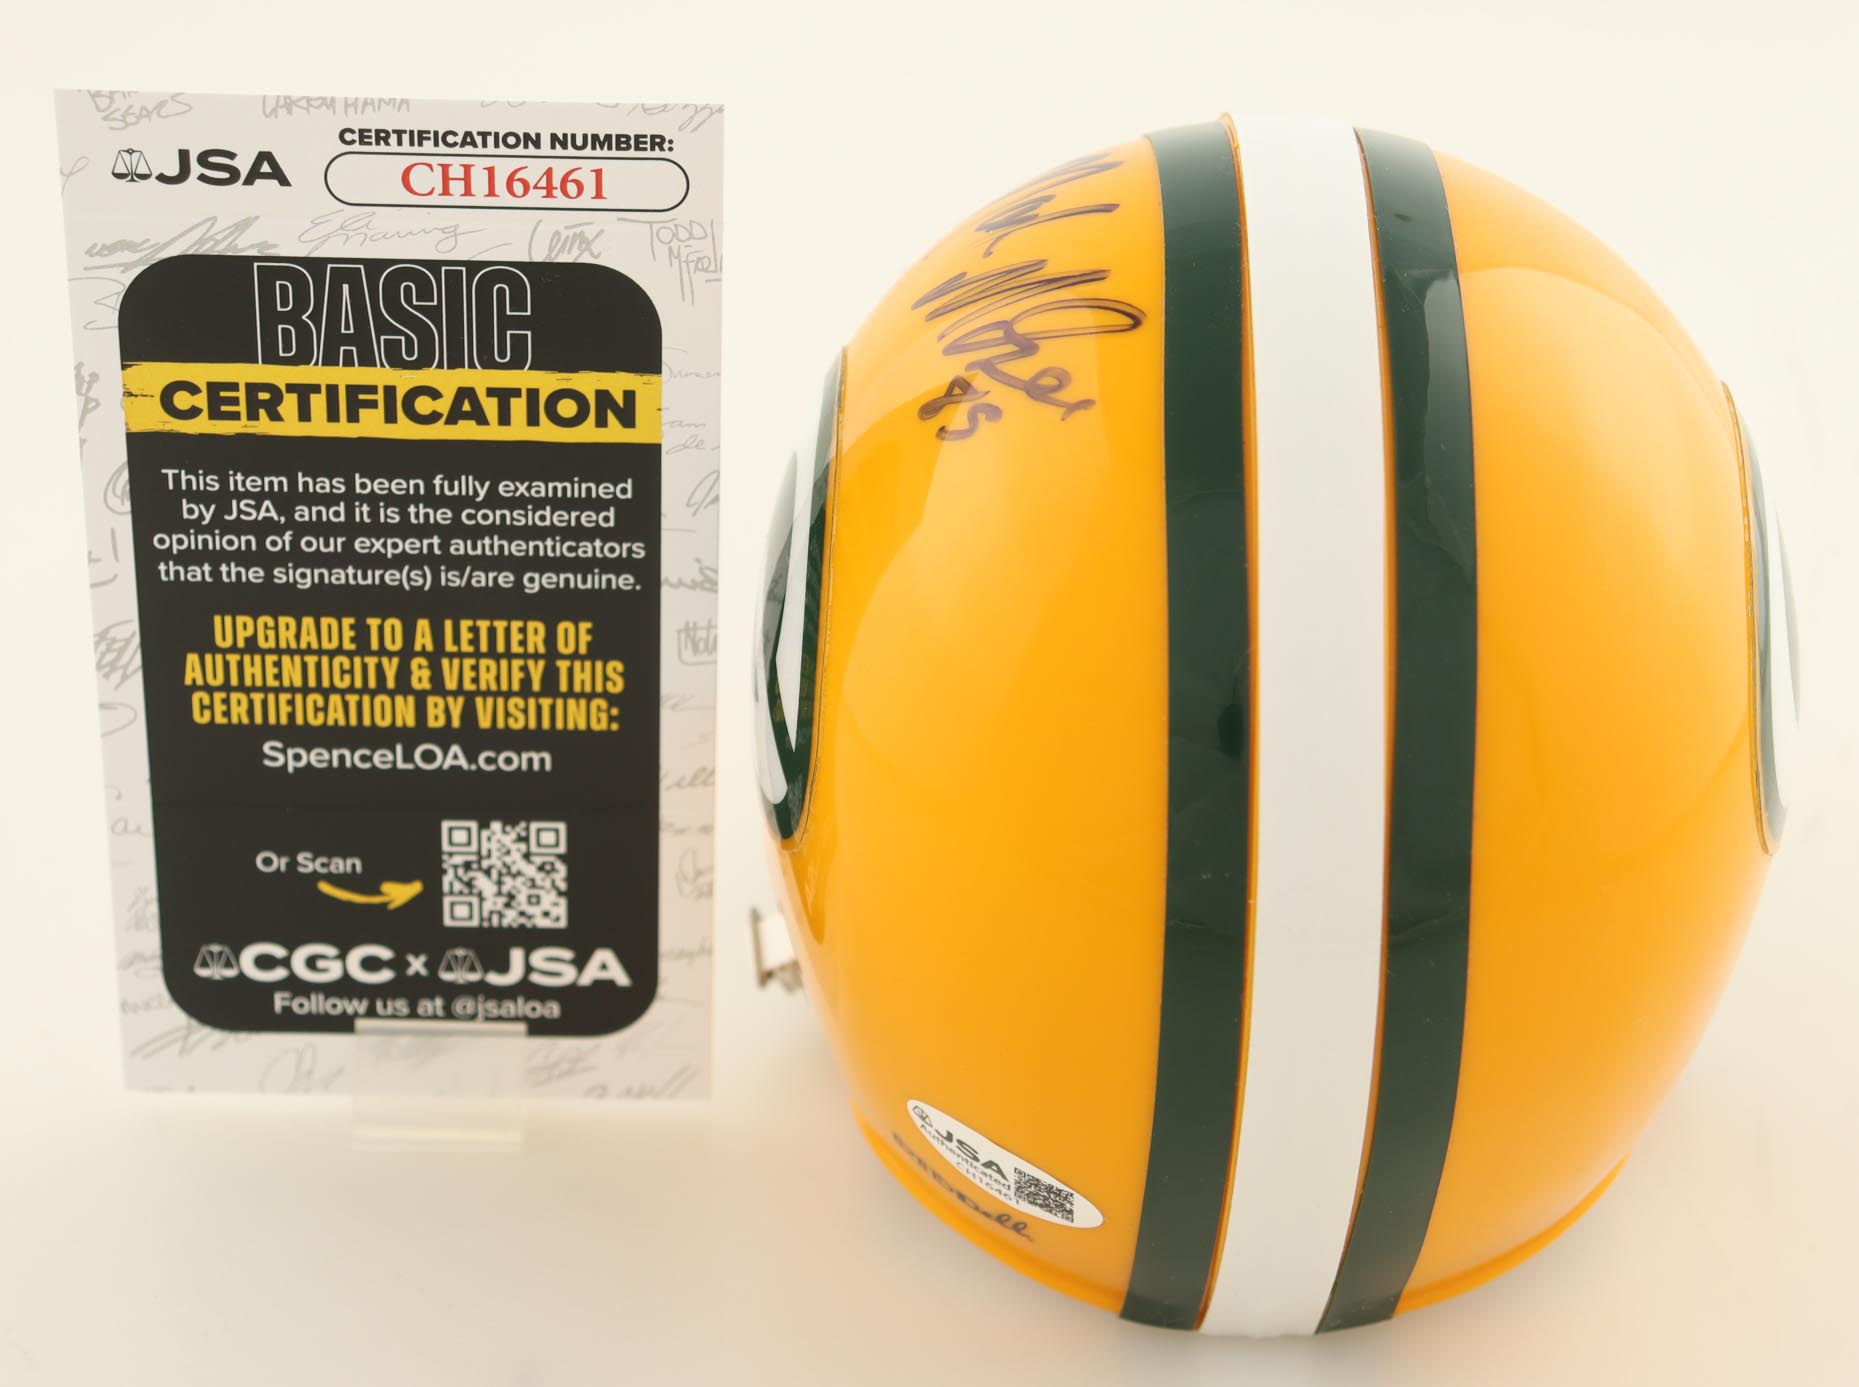 JSA
CERTIFICATION NUMBER:
CH16461
BASIC
CERTIFICATION
This item has been fully examined
by JSA, and it is the considered
opinion of our expert authenticators
that the signature(s) is/are genuine.
UPGRADE TO A LETTER OF
AUTHENTICITY & VERIFY THIS
CERTIFICATION BY VISITING:
SpenceLOA.com
Or Scan
CGC x JSA
Follow us at @jsaloa
85
JSA
Authenticated
CH16461